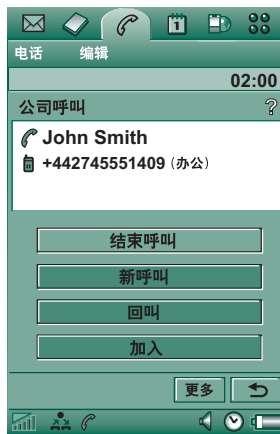 电话 编辑
02:00
公司呼叫 ?
John Smith
+442745551409 (办公)
结束呼叫
新呼叫
回叫
加入
更多